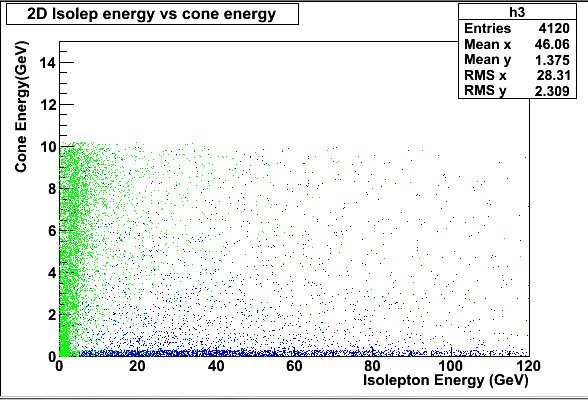 2D Isolep energy vs cone energy
h3
Entries 4120
Mean x 46.06
Mean y 1.375
RMS x 28.31
RMS y 2.309
Cone Energy(GeV)
14
12
10
8
6
4
2
0
0 20 40 60 80 100 120
Isolepton Energy (GeV)